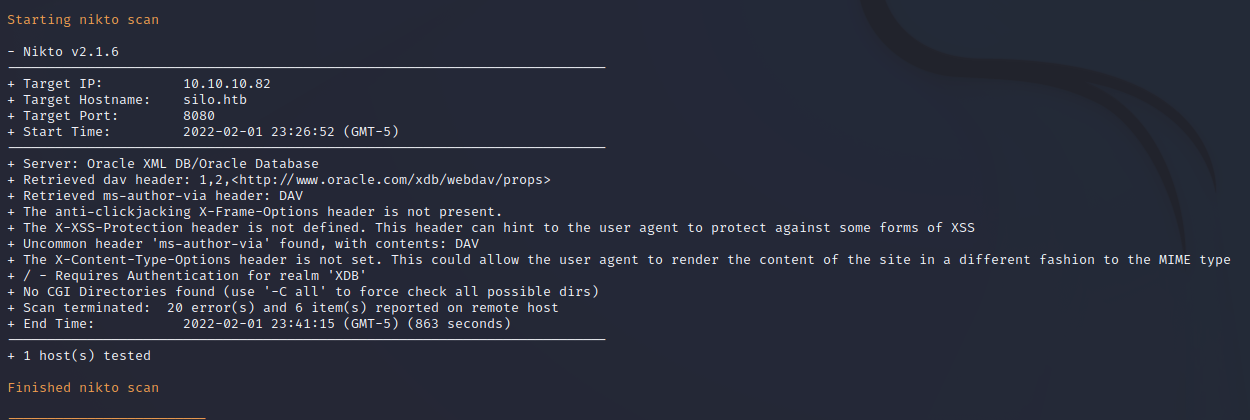 Starting nikto scan
- Nikto v2.1.6
+ Target IP:          10.10.10.82
+ Target Hostname:    silo.htb
+ Target Port:        8080
+ Start Time:         2022-02-01 23:26:52 (GMT-5)
+ Server: Oracle XML DB/Oracle Database
+ Retrieved dav header: 1,2,<http://www.oracle.com/xdb/webdav/props>
+ Retrieved ms-author-via header: DAV
+ The anti-clickjacking X-Frame-Options header is not present.
+ The X-XSS-Protection header is not defined. This header can hint to the user agent to protect against some forms of XSS
+ Uncommon header 'ms-author-via' found, with contents: DAV
+ The X-Content-Type-Options header is not set. This could allow the user agent to render the content of the site in a different fashion to the MIME type
+ / - Requires Authentication for realm 'XDB'
+ No CGI Directories found (use '-C all' to force check all possible dirs)
+ Scan terminated:  20 error(s) and 6 item(s) reported on remote host
+ End Time:           2022-02-01 23:41:15 (GMT-5) (863 seconds)
+ 1 host(s) tested
Finished nikto scan